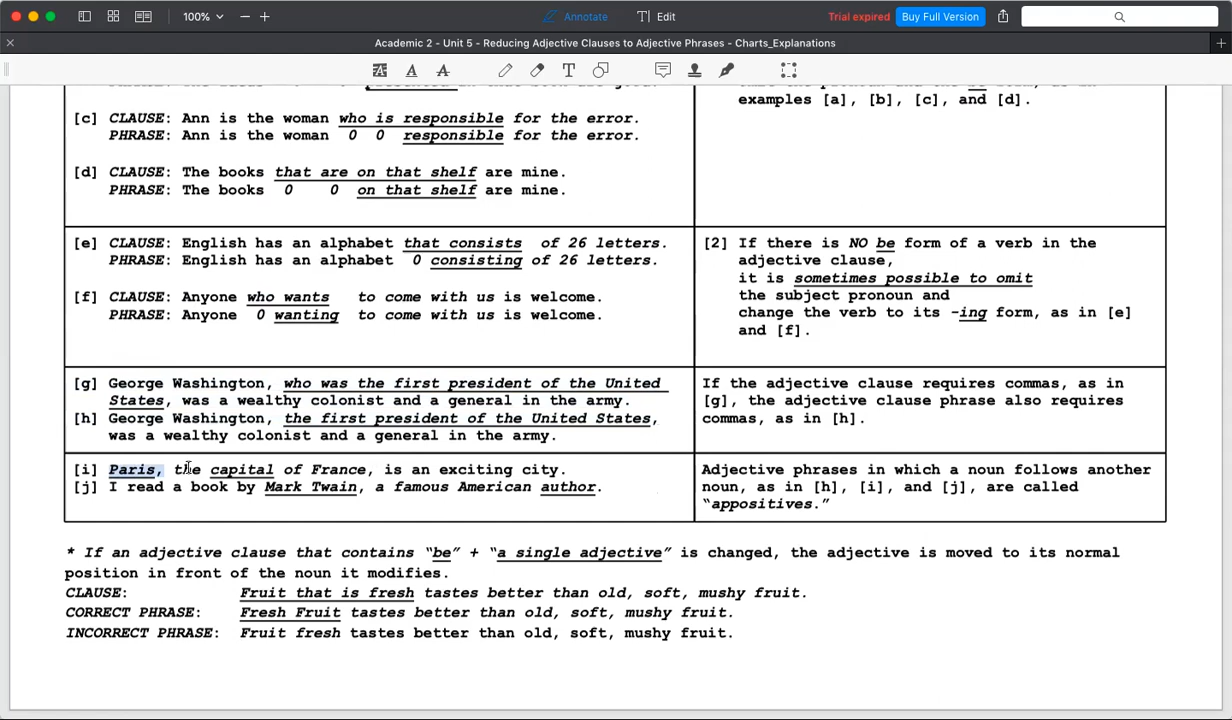 100%
Annotate
Edit
Trial expired
Buy Full Version
Academic 2 - Unit 5 - Reducing Adjective Clauses to Adjective Phrases - Charts_Explanations
examples [a], [b], [c], and [d].
[c] CLAUSE: Ann is the woman who is responsible for the error.
PHRASE: Ann is the woman 0 0 responsible for the error.
[d] CLAUSE: The books that are on that shelf are mine.
PHRASE: The books 0 0 on that shelf are mine.
[e] CLAUSE: English has an alphabet that consists of 26 letters.
PHRASE: English has an alphabet 0 consisting of 26 letters.
[f] CLAUSE: Anyone who wants to come with us is welcome.
PHRASE: Anyone 0 wanting to come with us is welcome.
[2] If there is NO be form of a verb in the
adjective clause,
it is sometimes possible to omit
the subject pronoun and
change the verb to its -ing form, as in [e]
and [f].
[g] George Washington, who was the first president of the United
States, was a wealthy colonist and a general in the army.
[h] George Washington, the first president of the United States,
was a wealthy colonist and a general in the army.
If the adjective clause requires commas, as in
[g], the adjective clause phrase also requires
commas, as in [h].
[i] Paris, the capital of France, is an exciting city.
[j] I read a book by Mark Twain, a famous American author.
Adjective phrases in which a noun follows another
noun, as in [h], [i], and [j], are called
“appositives.”
* If an adjective clause that contains “be” + “a single adjective” is changed, the adjective is moved to its normal
position in front of the noun it modifies.
CLAUSE: Fruit that is fresh tastes better than old, soft, mushy fruit.
CORRECT PHRASE: Fresh Fruit tastes better than old, soft, mushy fruit.
INCORRECT PHRASE: Fruit fresh tastes better than old, soft, mushy fruit.